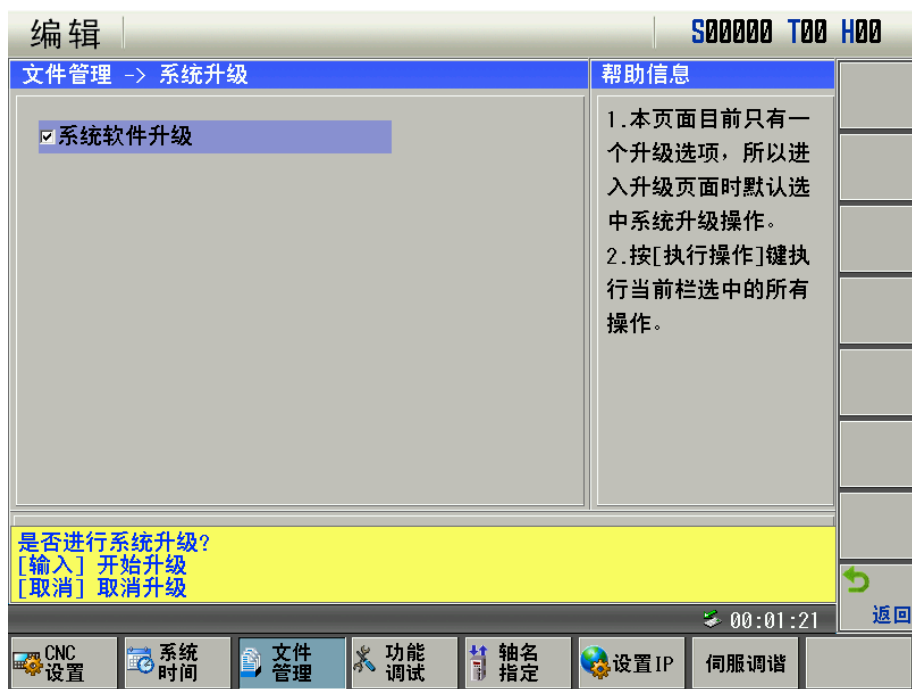 编辑
S00000 T00 H00
文件管理 -> 系统升级
帮助信息
系统软件升级
1.本页面目前只有一
个升级选项，所以进
入升级页面时默认选
中系统升级操作。
2.按[执行操作]键执
行当前栏选中的所有
操作。
是否进行系统升级?
[输入] 开始升级
[取消] 取消升级
返回
00:01:21
CNC
设置
系统
时间
文件
管理
功能
调试
轴名
指定
设置IP
伺服调谐